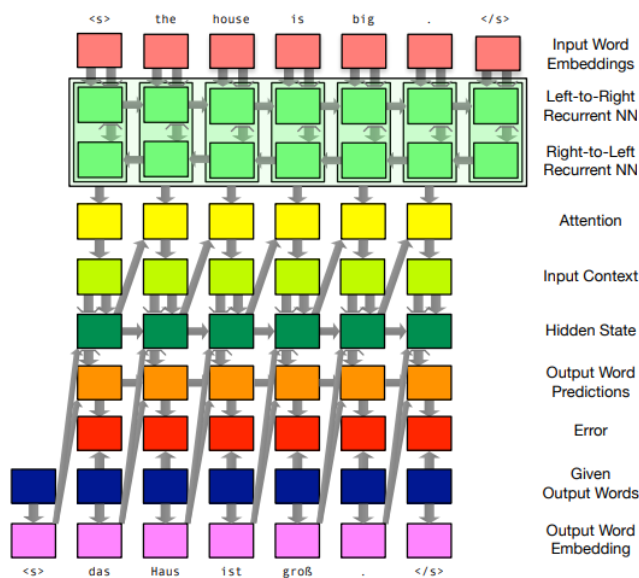 <s> the house is big . </s>
Input Word
Embeddings
Left-to-Right
Recurrent NN
Right-to-Left
Recurrent NN
Attention
Input Context
Hidden State
Output Word
Predictions
Error
Given
Output Words
Output Word
Embedding
<s> das Haus ist groß . </s>